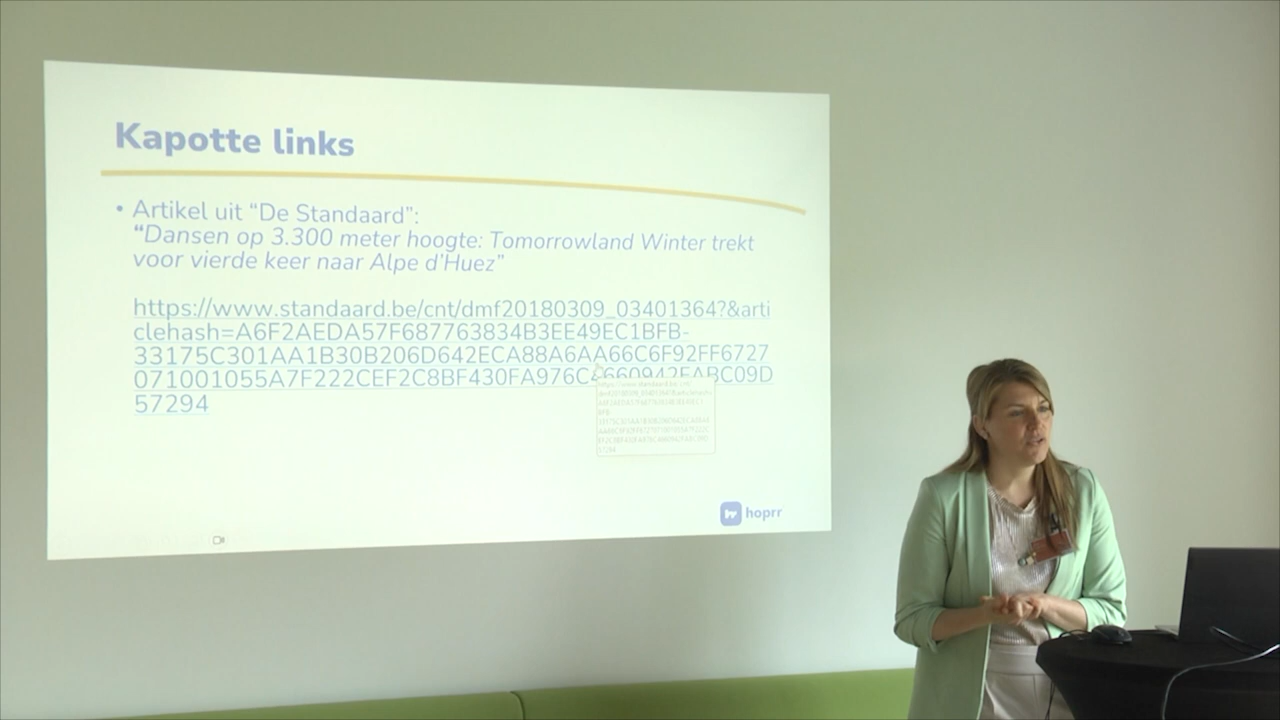 Kapotte links
• Artikel uit “De Standaard”:
“Dansen op 3.300 meter hoogte: Tomorrowland Winter trekt
voor vierde keer naar Alpe d’Huez”
https://www.standaard.be/cnt/dmf20180309_03401364?&arti
clehash=A6F2AEDA57F687763834B3EE49EC1BFB-
33175C301AA1B30B206D642ECA88A6AA66C6F92FF6727
071001055A7F222CEF2C8BF430FA976C4660942FABC09D
57294
hoprr